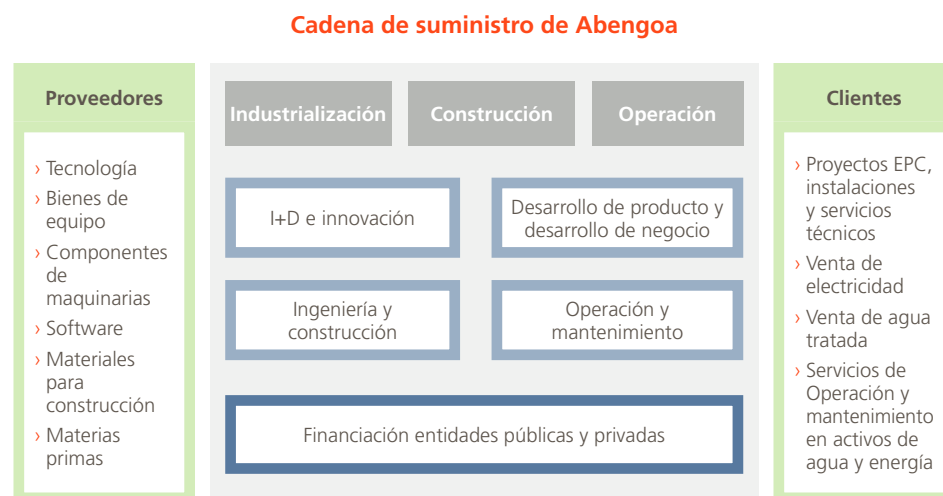 Cadena de suministro de Abengoa
Proveedores
› Tecnología
› Bienes de
equipo
› Componentes
de
maquinarias
› Software
› Materiales
para
construcción
› Materias
primas
Industrialización
Construcción
Operación
I+D e innovación
Desarrollo de producto y
desarrollo de negocio
Ingeniería y
construcción
Operación y
mantenimiento
Financiación entidades públicas y privadas
Clientes
› Proyectos EPC,
instalaciones
y servicios
técnicos
› Venta de
electricidad
› Venta de agua
tratada
› Servicios de
Operación y
mantenimiento
en activos de
agua y energía